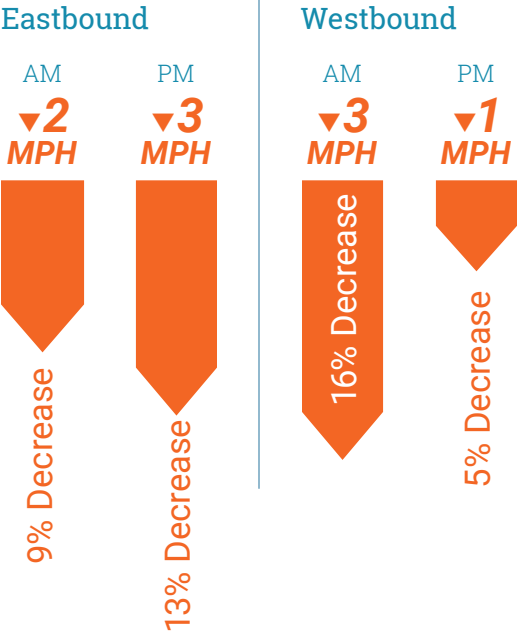 Eastbound
AM
▼2
MPH
9% Decrease
PM
▼3
MPH
13% Decrease
Westbound
AM
▼3
MPH
16% Decrease
PM
▼1
MPH
5% Decrease